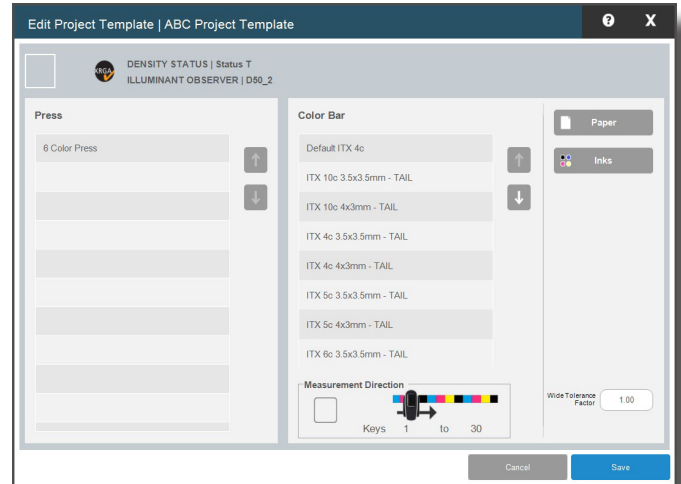 Edit Project Template | ABC Project Template
? X
KRGA
DENSITY STATUS | Status T
ILLUMINANT OBSERVER | D50_2
Press
6 Color Press
Color Bar
Default ITX 4c
ITX 10c 3.5x3.5mm - TAIL
ITX 10c 4x3mm - TAIL
ITX 4c 3.5x3.5mm - TAIL
ITX 4c 4x3mm - TAIL
ITX 5c 3.5x3.5mm - TAIL
ITX 5c 4x3mm - TAIL
ITX 6c 3.5x3.5mm - TAIL
Measurement Direction
Keys 1 to 30
Paper
Inks
Wide Tolerance
Factor
1.00
Cancel
Save